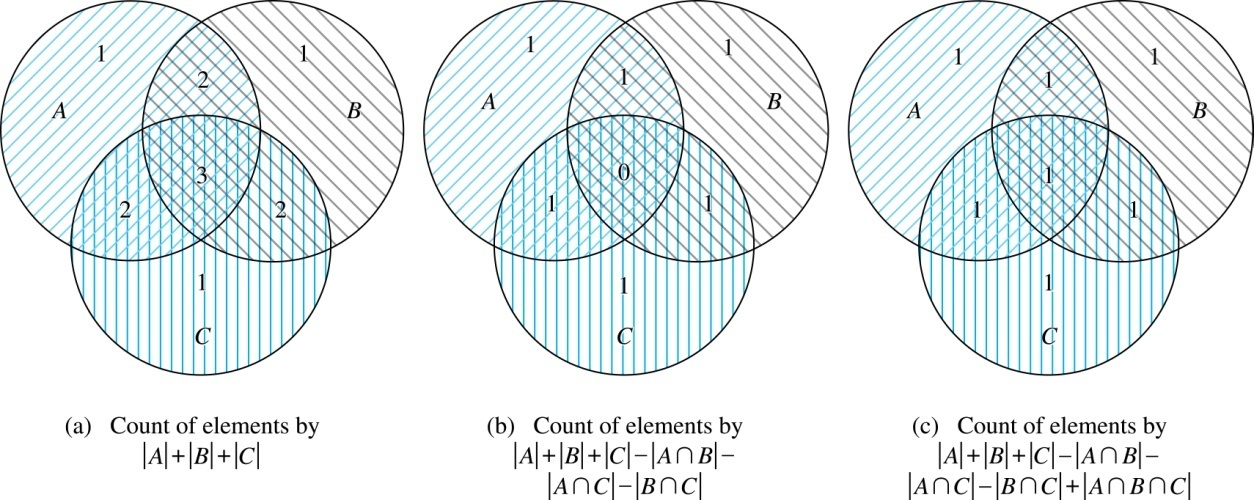 1
2
1
A
B
3
2
2
1
C
(a) Count of elements by
|A|+|B|+|C|
1
1
1
A
B
0
1
1
1
C
(b) Count of elements by
|A|+|B|+|C|−|A∩B|−
|A∩C|−|B∩C|
1
1
1
A
B
1
1
1
1
C
(c) Count of elements by
|A|+|B|+|C|−|A∩B|−
|A∩C|−|B∩C|+|A∩B∩C|